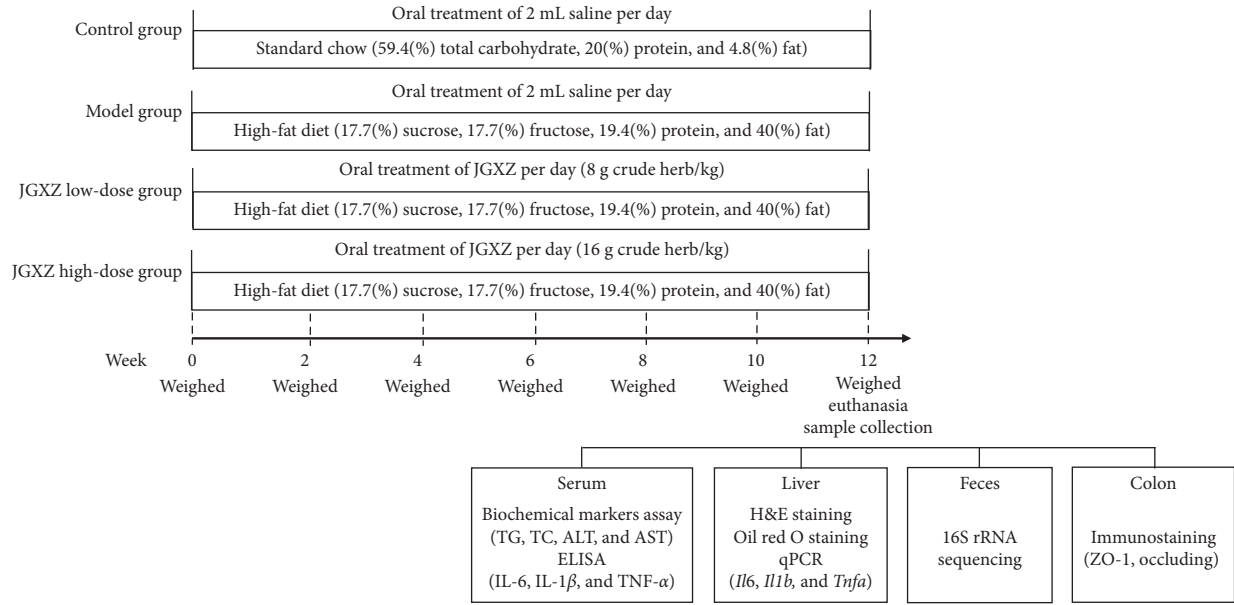 Oral treatment of 2 mL saline per day
Control group
Standard chow (59.4(%) total carbohydrate, 20(%) protein, and 4.8(%) fat)
Oral treatment of 2 mL saline per day
Model group
High-fat diet (17.7(%) sucrose, 17.7(%) fructose, 19.4(%) protein, and 40(%) fat)
Oral treatment of JGXZ per day (8 g crude herb/kg)
JGXZ low-dose group
High-fat diet (17.7(%) sucrose, 17.7(%) fructose, 19.4(%) protein, and 40(%) fat)
Oral treatment of JGXZ per day (16 g crude herb/kg)
JGXZ high-dose group
High-fat diet (17.7(%) sucrose, 17.7(%) fructose, 19.4(%) protein, and 40(%) fat)
Week 0 2 4 6 8 10 12
Weighed Weighed Weighed Weighed Weighed Weighed Weighed
euthanasia
sample collection
Serum
Biochemical markers assay
(TG, TC, ALT, and AST)
ELISA
(IL-6, IL-1β, and TNF-α)
Liver
H&E staining
Oil red O staining
qPCR
(Il6, Il1b, and Tnfa)
Feces
16S rRNA
sequencing
Colon
Immunostaining
(ZO-1, occluding)